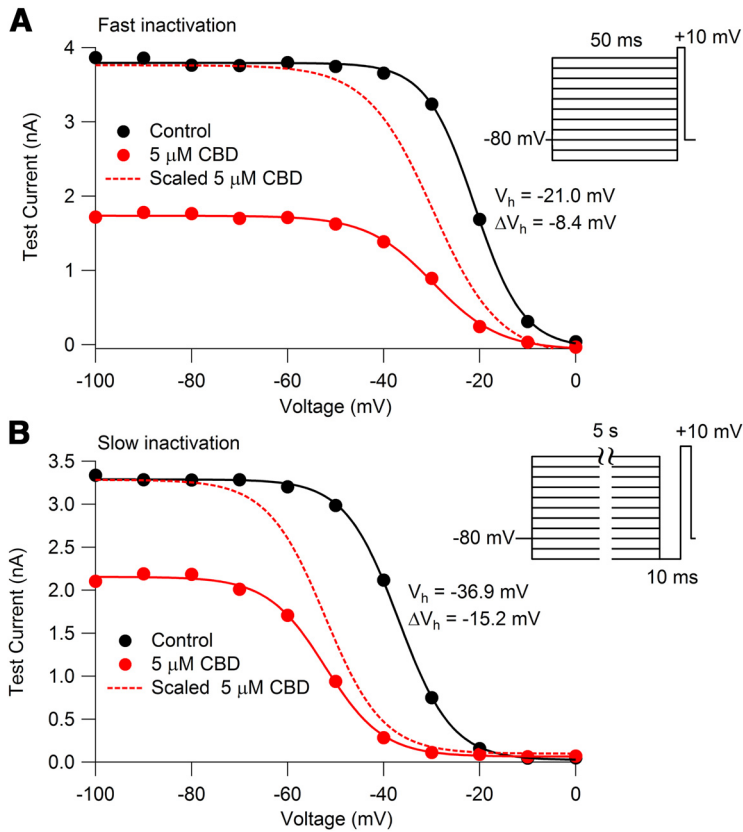 A
Fast inactivation
50 ms
+10 mV
-80 mV
Control
5 μM CBD
Scaled 5 μM CBD
Vh = -21.0 mV
ΔVh = -8.4 mV
Test Current (nA)
4
3
2
1
0
-100
-80
-60
-40
-20
0
Voltage (mV)
B
Slow inactivation
5 s
+10 mV
-80 mV
10 ms
Vh = -36.9 mV
ΔVh = -15.2 mV
Control
5 μM CBD
Scaled 5 μM CBD
Test Current (nA)
3.5
3.0
2.5
2.0
1.5
1.0
0.5
0.0
-100
-80
-60
-40
-20
0
Voltage (mV)